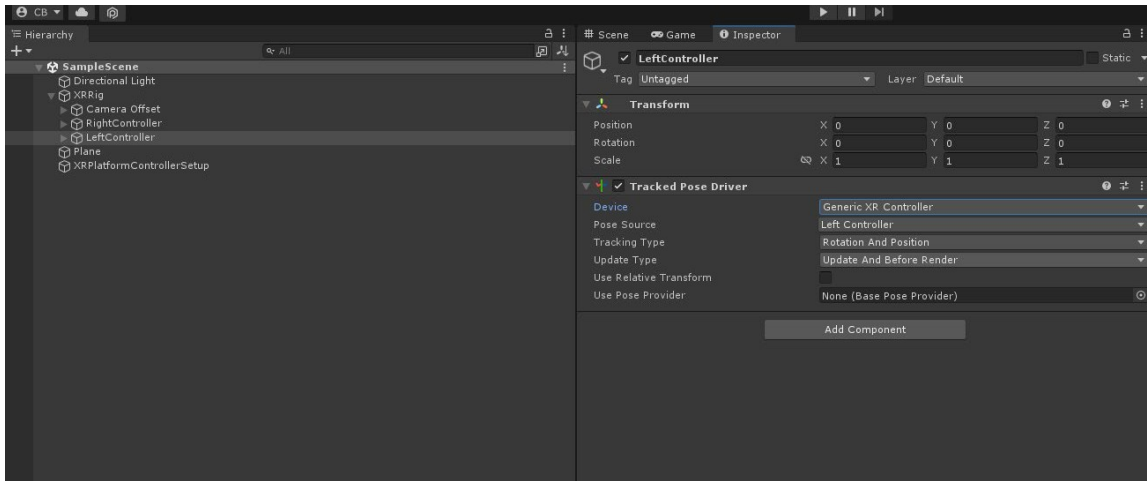 CB
Hierarchy
All
SampleScene
Directional Light
XRRig
Camera Offset
RightController
LeftController
Plane
XRPlatformControllerSetup
Scene Game Inspector
LeftController Static
Tag Untagged Layer Default
Transform
Position X 0 Y 0 Z 0
Rotation X 0 Y 0 Z 0
Scale X 1 Y 1 Z 1
Tracked Pose Driver
Device Generic XR Controller
Pose Source Left Controller
Tracking Type Rotation And Position
Update Type Update And Before Render
Use Relative Transform
Use Pose Provider None (Base Pose Provider)
Add Component